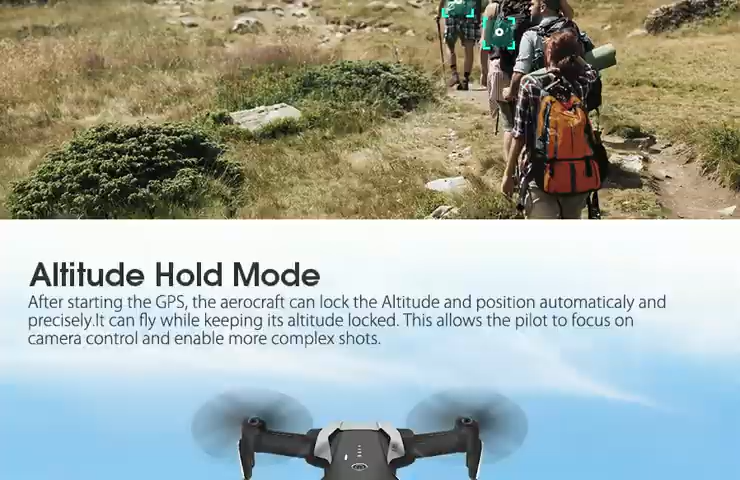 Altitude Hold Mode
After starting the GPS, the aerocraft can lock the Altitude and position automaticaly and
precisely.It can fly while keeping its altitude locked. This allows the pilot to focus on
camera control and enable more complex shots.